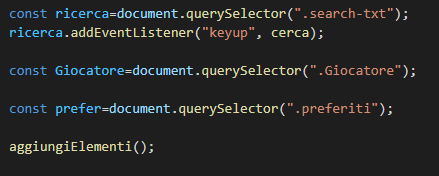 const ricerca=document.querySelector(".search-txt");
ricerca.addEventListener("keyup", cerca);
const Giocatore=document.querySelector(".Giocatore");
const prefer=document.querySelector(".preferiti");
aggiungiElementi();